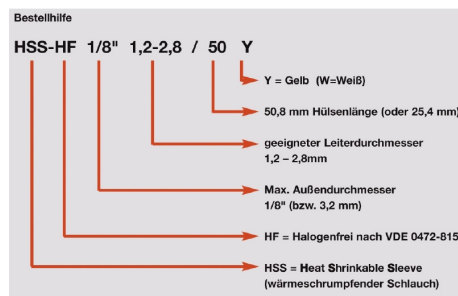 Bestellhilfe
HSS-HF 1/8" 1,2-2,8 / 50 Y
Y = Gelb (W=Weiß)
50,8 mm Hülsenlänge (oder 25,4 mm)
geeigneter Leiterdurchmesser
1,2 – 2,8mm
Max. Außendurchmesser
1/8" (bzw. 3,2 mm)
HF = Halogenfrei nach VDE 0472-815
HSS = Heat Shrinkable Sleeve
(wärmeschrumpfender Schlauch)